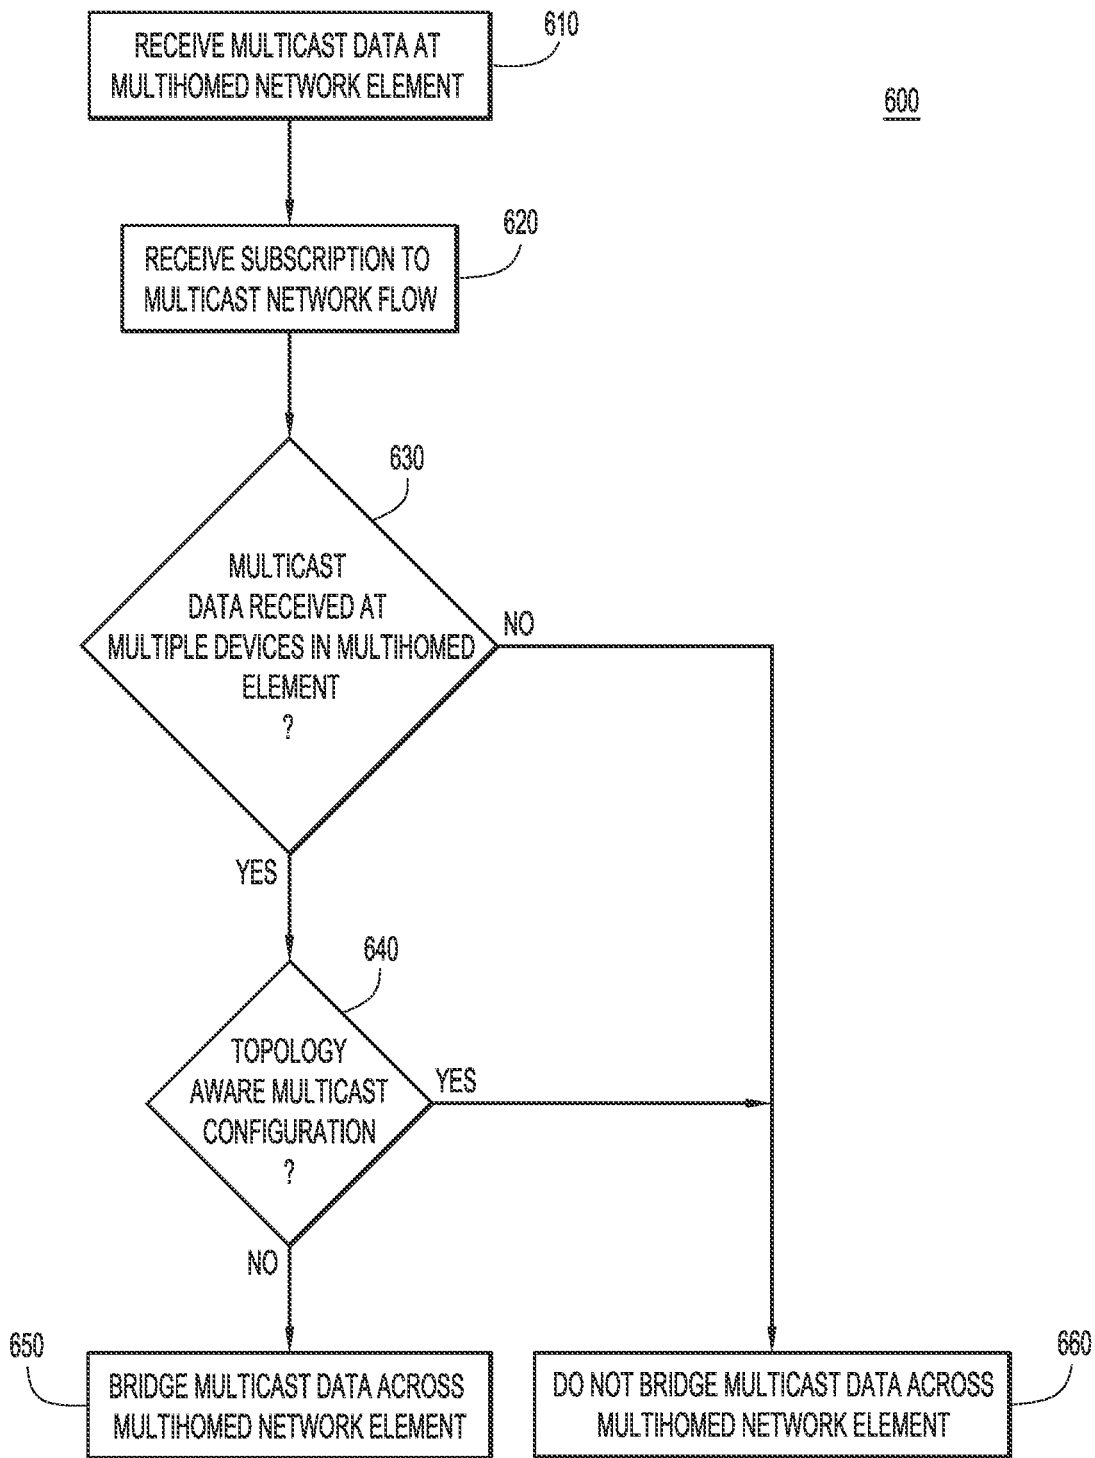 RECEIVE MULTICAST DATA AT
MULTIHOMED NETWORK ELEMENT
610
600
RECEIVE SUBSCRIPTION TO
MULTICAST NETWORK FLOW
620
630
MULTICAST
DATA RECEIVED AT
MULTIPLE DEVICES IN MULTIHOMED
ELEMENT
?
NO
YES
640
TOPOLOGY
AWARE MULTICAST
CONFIGURATION
?
YES
NO
650
BRIDGE MULTICAST DATA ACROSS
MULTIHOMED NETWORK ELEMENT
660
DO NOT BRIDGE MULTICAST DATA ACROSS
MULTIHOMED NETWORK ELEMENT